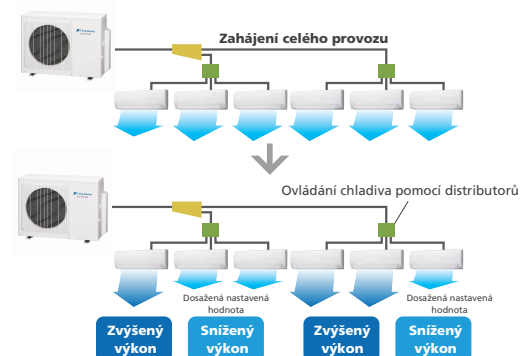 Zahájení celého provozu
Ovládání chladiva pomocí distributorů
Dosažená nastavená
hodnota
Dosažená nastavená
hodnota
Zvýšený
výkon
Snížený
výkon
Zvýšený
výkon
Snížený
výkon